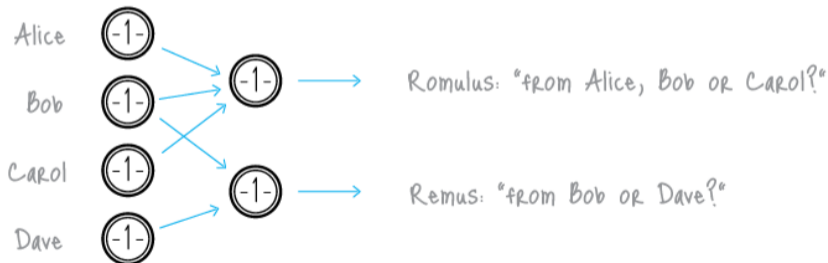 Alice
-1-
Bob
-1-
-1-
Romulus: "from Alice, Bob or Carol?"
Carol
-1-
-1-
Remus: "from Bob or Dave?"
Dave
-1-